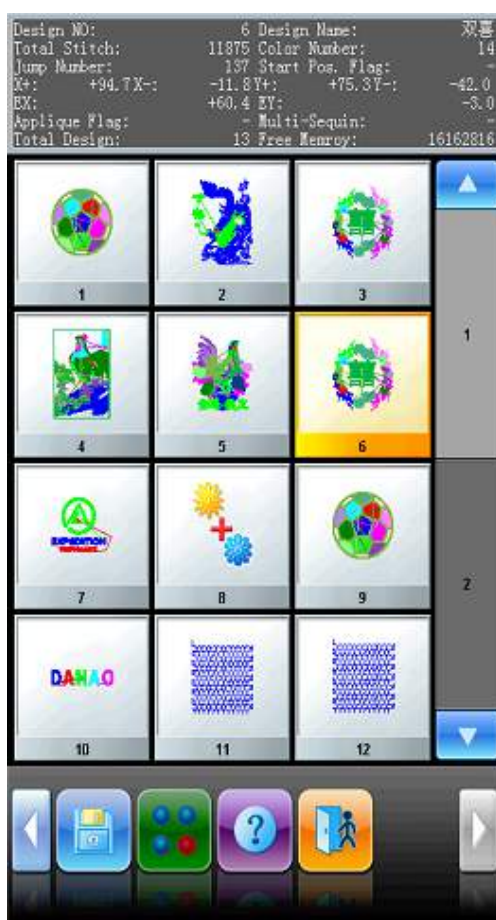 Design NO: 6 Design Name: 双喜
Total Stitch: 11875 Color Number: 14
Jump Number: 137 Start Pos. Flag: -
X+: +94.7 X-: -11.8 Y+: +75.3 Y-: -42.0
EX: +60.4 EY: -3.0
Applique Flag: - Multi-Sequin: -
Total Design: 13 Free Memroy: 16162816
1 2 3
1
4 5 6
EXPEDITION
7 8 9
2
DAHAO
10 11 12
?